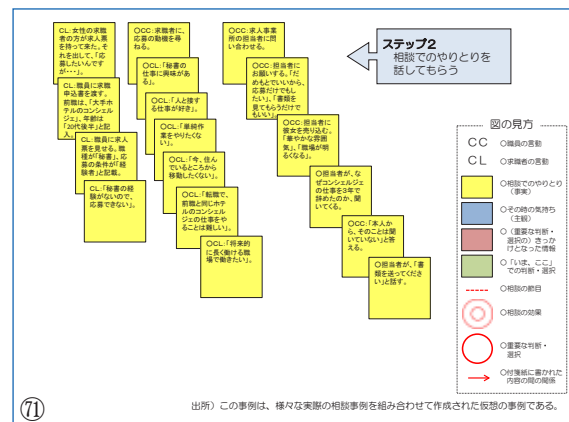 CL：女性の求職
者の方が求人票
を持って来た。そ
れを出して、「応
募したいんです
が・・・」。
CL：職員に求職
申込書を渡す。
前職は、「大手ホ
テルのコンシェル
ジェ」、年齢は
「20代後半」と記
入。
CL：職員に求人
票を見せる。職
種が「秘書」、応
募の条件が「経
験者」と記載。
CL：「秘書の経
験がないので、
応募できない」。
〇CC：求職者に、
応募の動機を尋
ねる。
〇CL：「秘書の
仕事に興味があ
る」。
〇CL：「人と接す
る仕事が好き」。
〇CL：「単純作
業をやりたくな
い」。
〇CL：「今、住ん
でいるところから
移動したくない」。
〇CL：「転職で、
前職と同じホテ
ルのコンシェル
ジェの仕事をや
ることは難しい」。
〇CL：「将来的
に長く働ける職
場で働きたい」。
〇CC：求人事業
所の担当者に問
い合わせる。
〇CC：担当者に
お願いする。「だ
めもとでいいから、
応募だけでもし
たい」、「書類を
見てもらうだけで
もいい」。
〇CC：担当者に
彼女を売り込む。
「華やかな雰囲
気」、「職場が明
るくなる」。
〇担当者が、な
ぜコンシェルジェ
の仕事を3年で
辞めたのか、聞
いてくる。
〇CC：「本人か
ら、そのことは聞
いていない」と答
える。
〇担当者が、「書
類を送ってくださ
い」と話す。
ステップ2
相談でのやりとりを
話してもらう
図の見方
CC 〇職員の言動
CL 〇求職者の言動
〇相談でのやりとり
（事実）
〇その時の気持ち
（主観）
〇（重要な判断・
選択の）きっか
けとなった情報
〇「いま、ここ」
での判断・選択
〇相談の節目
〇相談の効果
〇重要な判断・
選択
〇付箋紙に書かれた
内容の間の関係
出所）この事例は、様々な実際の相談事例を組み合わせて作成された仮想の事例である。
71